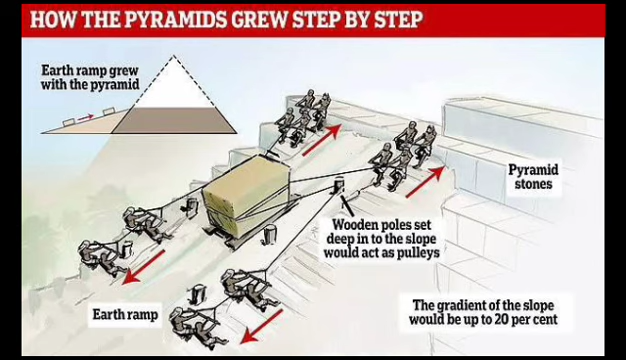 HOW THE PYRAMIDS GREW STEP BY STEP
Earth ramp grew
with the pyramid
Pyramid
stones
Wooden poles set
deep in to the slope
would act as pulleys
Earth ramp
The gradient of the slope
would be up to 20 per cent